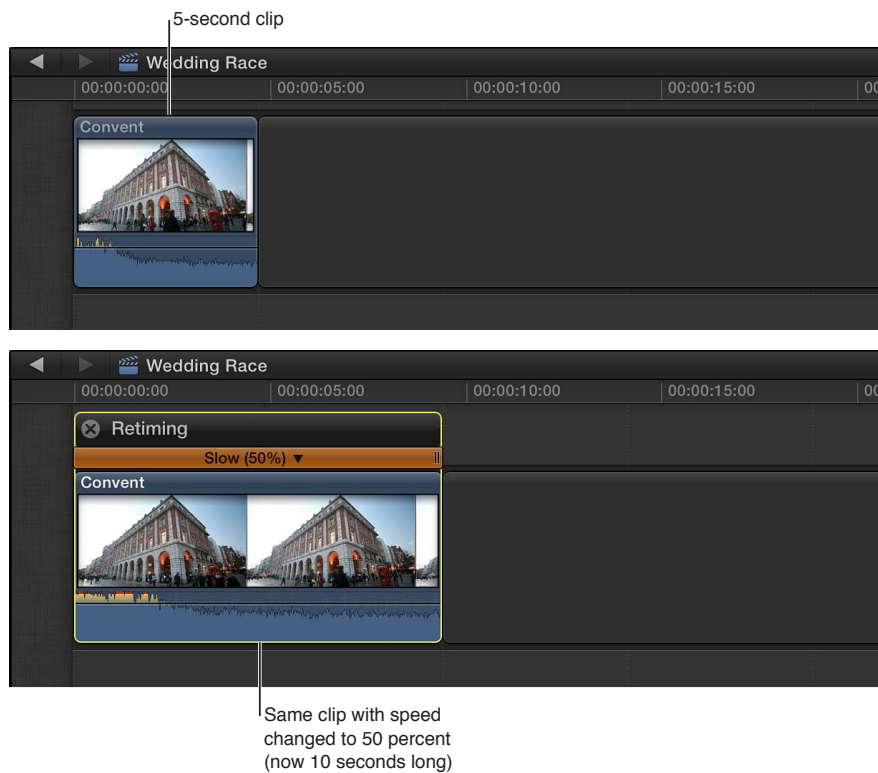 5-second clip
Wedding Race
00:00:00:00 00:00:05:00 00:00:10:00 00:00:15:00 00
Convent
Wedding Race
00:00:00:00 00:00:05:00 00:00:10:00 00:00:15:00 00
Retiming
Slow (50%)
Convent
Same clip with speed
changed to 50 percent
(now 10 seconds long)